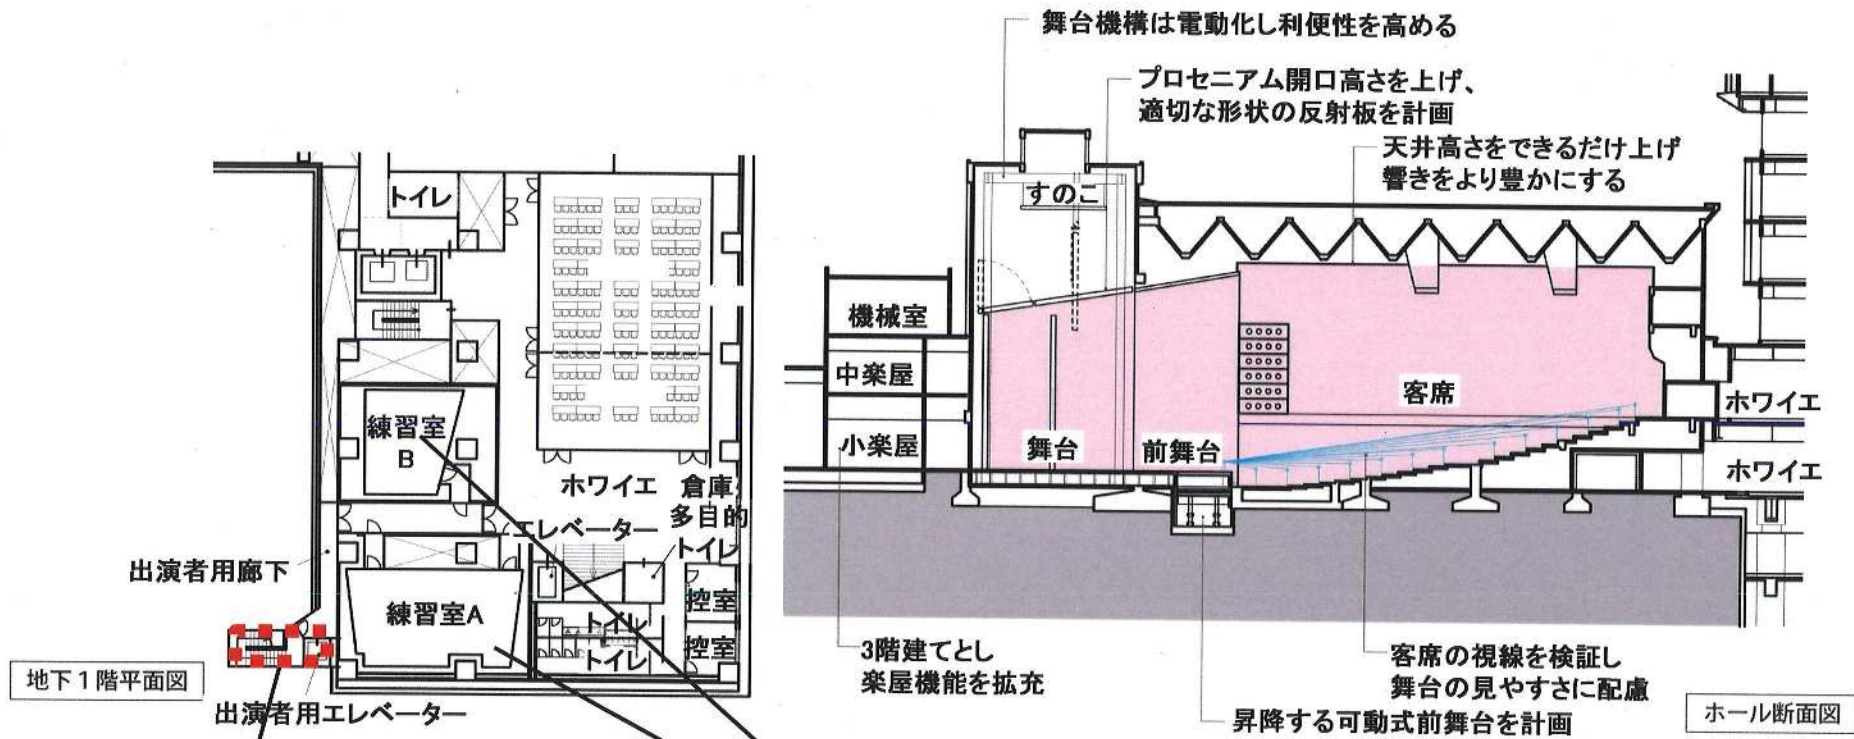 トイレ
練習室
B
ホワイエ
倉庫
多目的
トイレ
エレベーター
出演者用廊下
練習室A
トイレ
トイレ
控室
控室
地下1階平面図
出演者用エレベーター
舞台機構は電動化し利便性を高める
プロセニアム開口高さを上げ、
適切な形状の反射板を計画
天井高さをできるだけ上げ
響きをより豊かにする
すのこ
機械室
中楽屋
小楽屋
舞台
前舞台
客席
ホワイエ
ホワイエ
3階建てとし
楽屋機能を拡充
客席の視線を検証し
舞台の見やすさに配慮
昇降する可動式前舞台を計画
ホール断面図